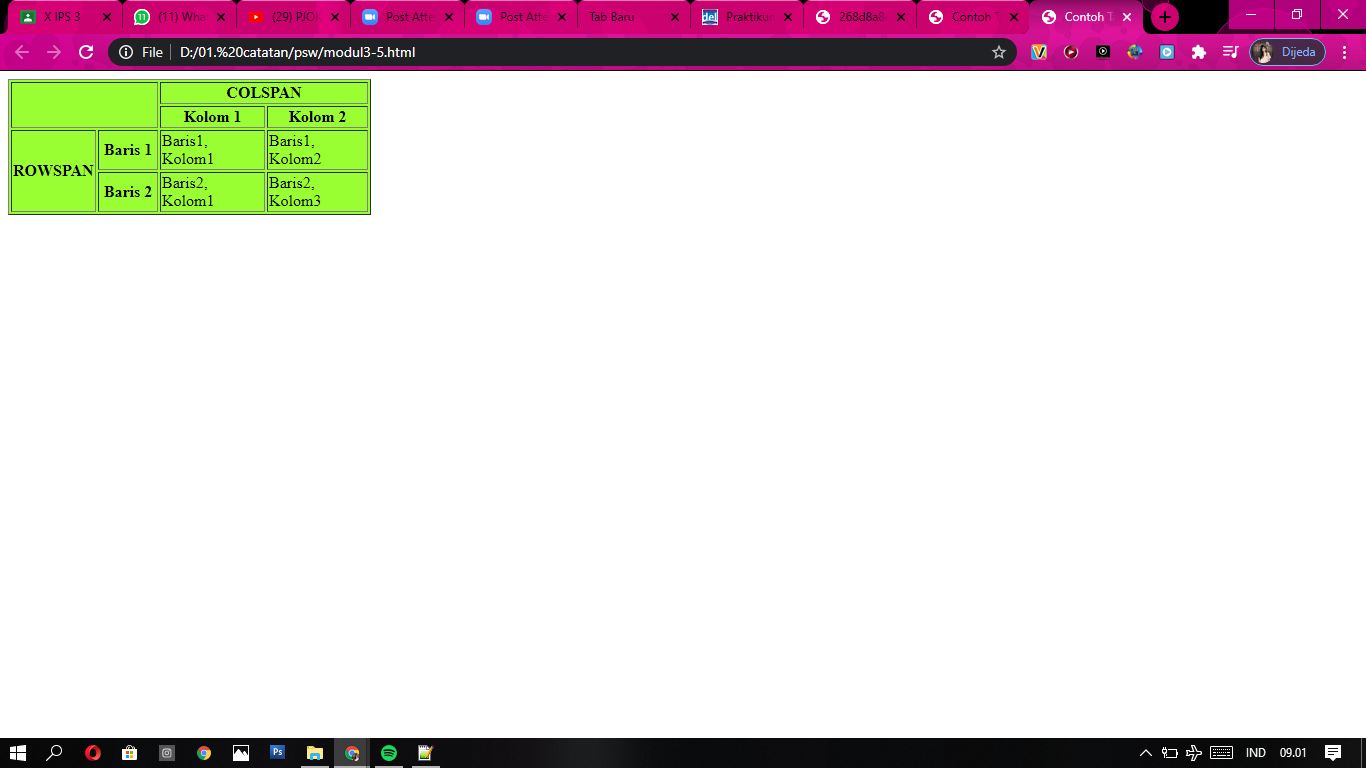 X IPS 3
(11) Wha
(29) PJOK
Post Atte
Post Atte
Tab Baru
Praktikun
268d8a8
Contoh T
Contoh T
File
D:/01.%20catatan/psw/modul3-5.html
Dijeda
COLSPAN
Kolom 1 Kolom 2
ROWSPAN
Baris 1
Baris1,
Kolom1
Baris1,
Kolom2
Baris 2
Baris2,
Kolom1
Baris2,
Kolom3
IND 09.01